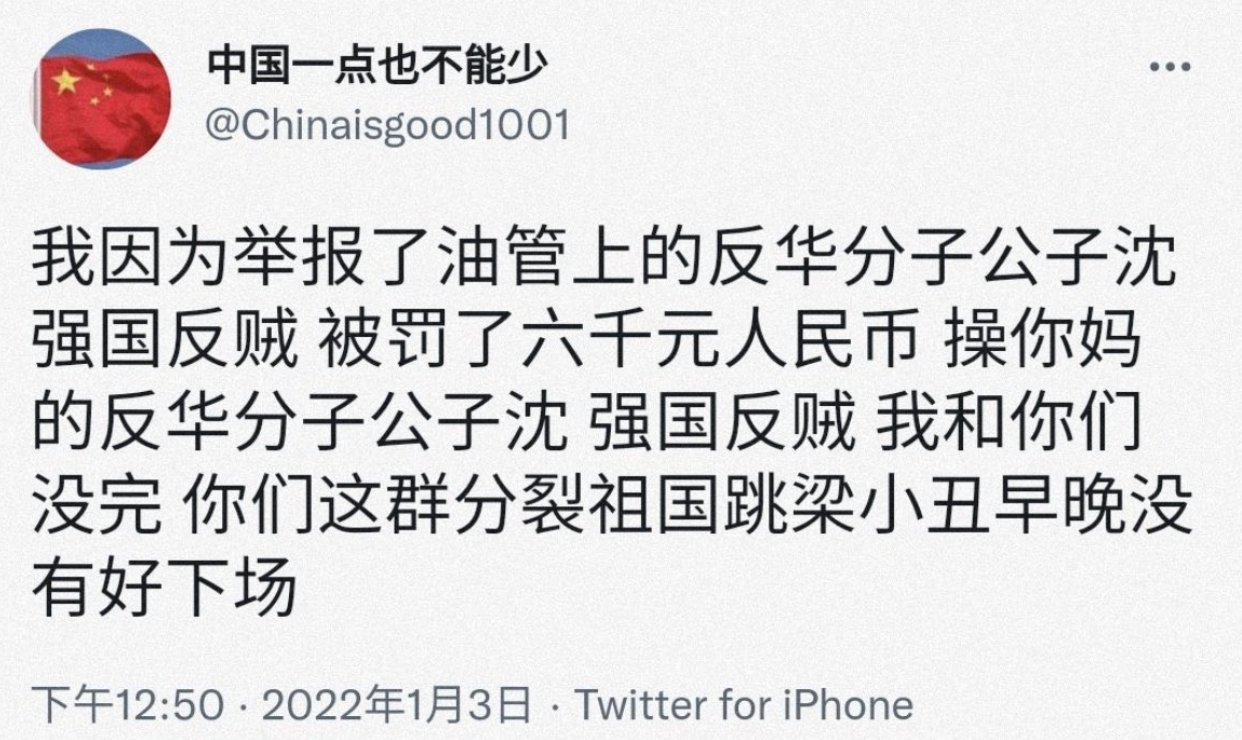 中国一点也不能少
@Chinaisgood1001
我因为举报了油管上的反华分子公子沈
强国反贼 被罚了六千元人民币 操你妈
的反华分子公子沈 强国反贼 我和你们
没完 你们这群分裂祖国跳梁小丑早晚没
有好下场
下午12:50 · 2022年1月3日 · Twitter for iPhone